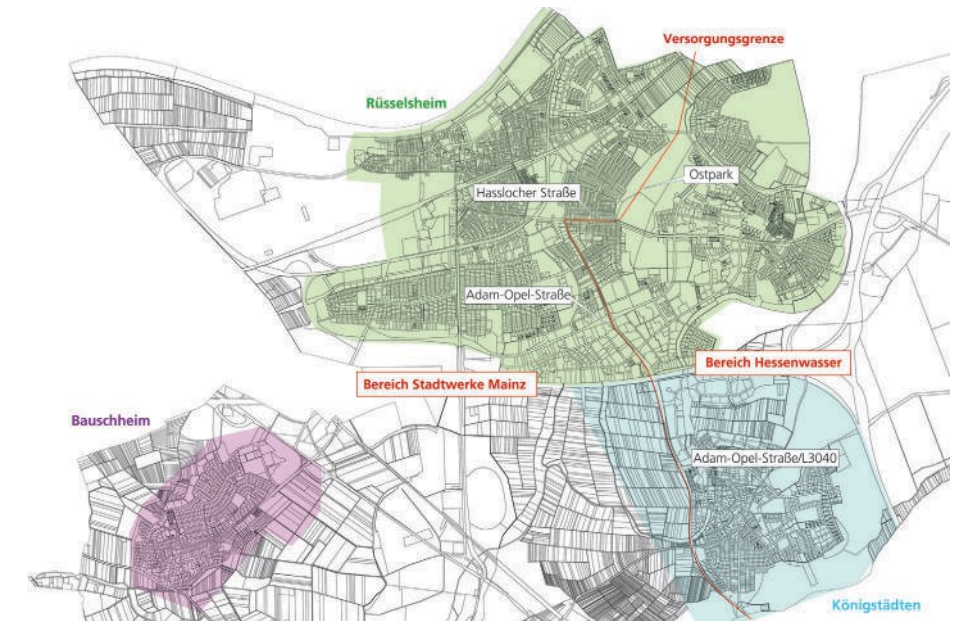 Versorgungsgrenze
Rüsselsheim
Ostpark
Hasslocher Straße
Adam-Opel-Straße
Bereich Hessenwasser
Bereich Stadtwerke Mainz
Bauschheim
Adam-Opel-Straße/L3040
Königstädten